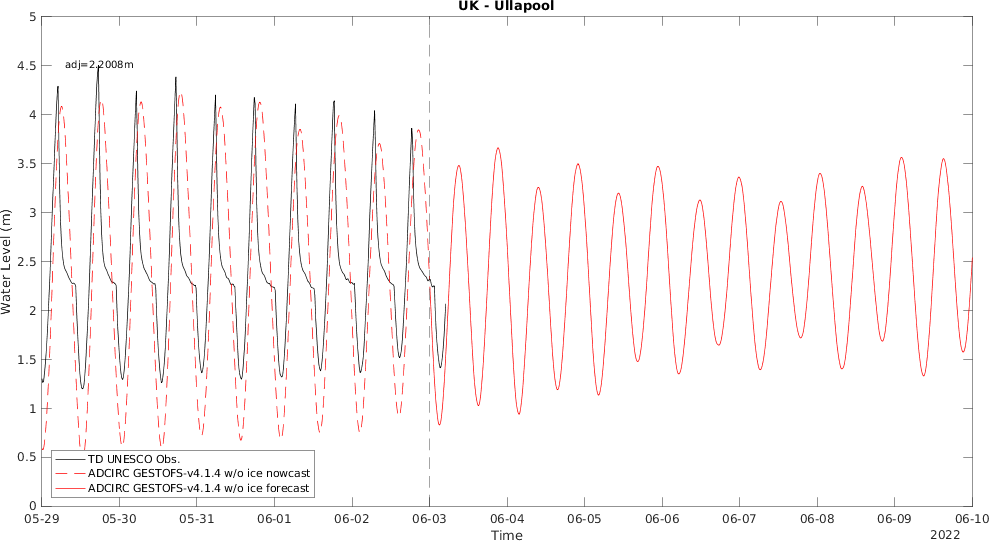 UK - Ullapool
adj=2.2008m
Water Level (m)
5
4.5
4
3.5
3
2.5
2
1.5
1
0.5
0
TD UNESCO Obs.
ADCIRC GESTOFS-v4.1.4 w/o ice nowcast
ADCIRC GESTOFS-v4.1.4 w/o ice forecast
05-29 05-30 05-31 06-01 06-02 06-03 06-04 06-05 06-06 06-07 06-08 06-09 06-10
Time
2022